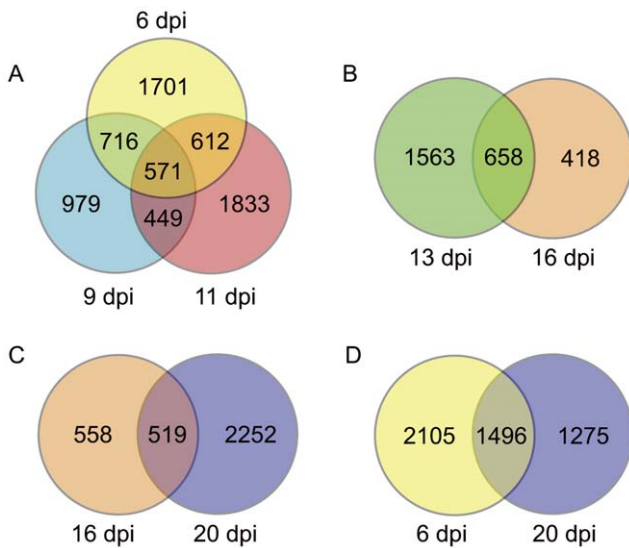 6 dpi
A
1701
716
612
571
979
449
1833
9 dpi
11 dpi
B
1563
658
418
13 dpi
16 dpi
C
558
519
2252
16 dpi
20 dpi
D
2105
1496
1275
6 dpi
20 dpi